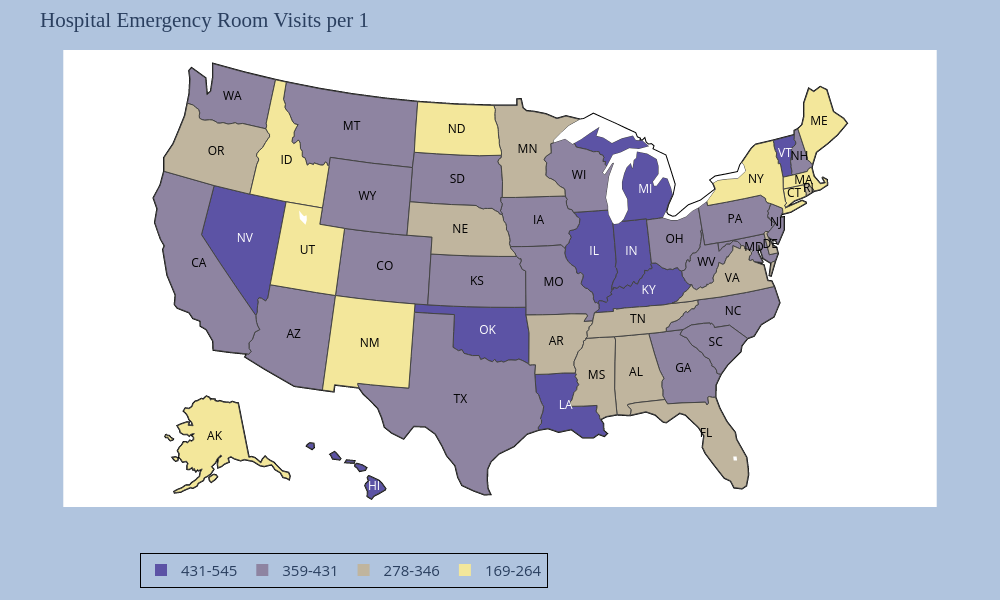 Hospital Emergency Room Visits per 1
WA
MT
ND
MN
ME
OR
ID
WY
SD
WI
MI
NY
VT
NH
MA
CT
RI
NV
UT
CO
NE
IA
IL
IN
OH
PA
NJ
MD
DE
WV
VA
CA
AZ
NM
KS
MO
KY
TN
NC
SC
OK
AR
MS
AL
GA
TX
LA
FL
AK
HI
431-545
359-431
278-346
169-264